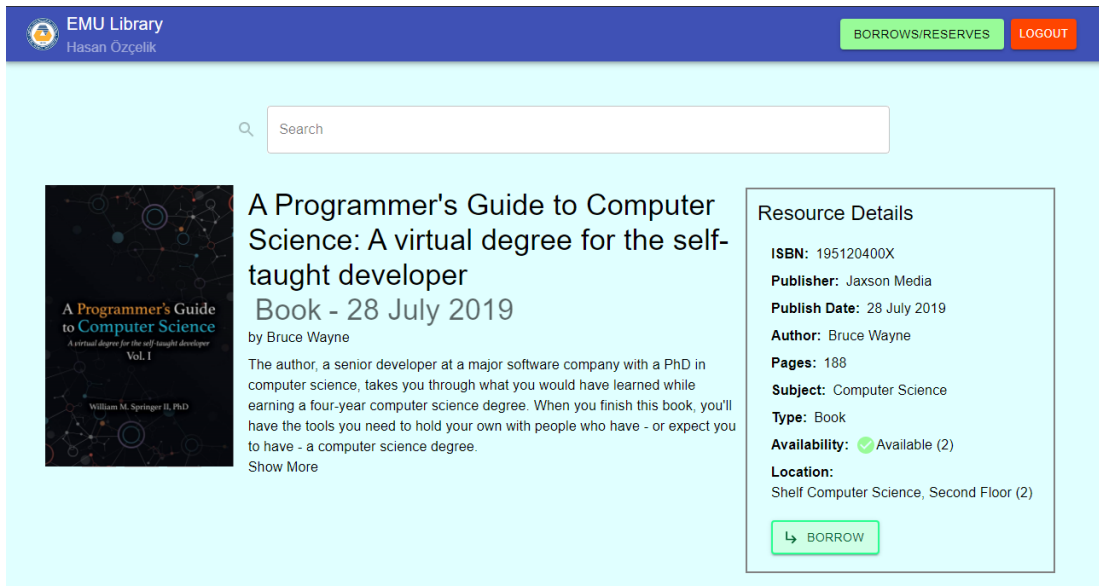 EMU Library
Hasan Özçelik
BORROWS/RESERVES
LOGOUT
Search
A Programmer's Guide
to Computer Science
A virtual degree for the self-taught developer
Vol. I
William M. Springer II, PhD
A Programmer's Guide to Computer
Science: A virtual degree for the self-
taught developer
Book - 28 July 2019
by Bruce Wayne
The author, a senior developer at a major software company with a PhD in
computer science, takes you through what you would have learned while
earning a four-year computer science degree. When you finish this book, you'll
have the tools you need to hold your own with people who have - or expect you
to have - a computer science degree.
Show More
Resource Details
ISBN: 195120400X
Publisher: Jaxson Media
Publish Date: 28 July 2019
Author: Bruce Wayne
Pages: 188
Subject: Computer Science
Type: Book
Availability: Available (2)
Location:
Shelf Computer Science, Second Floor (2)
BORROW